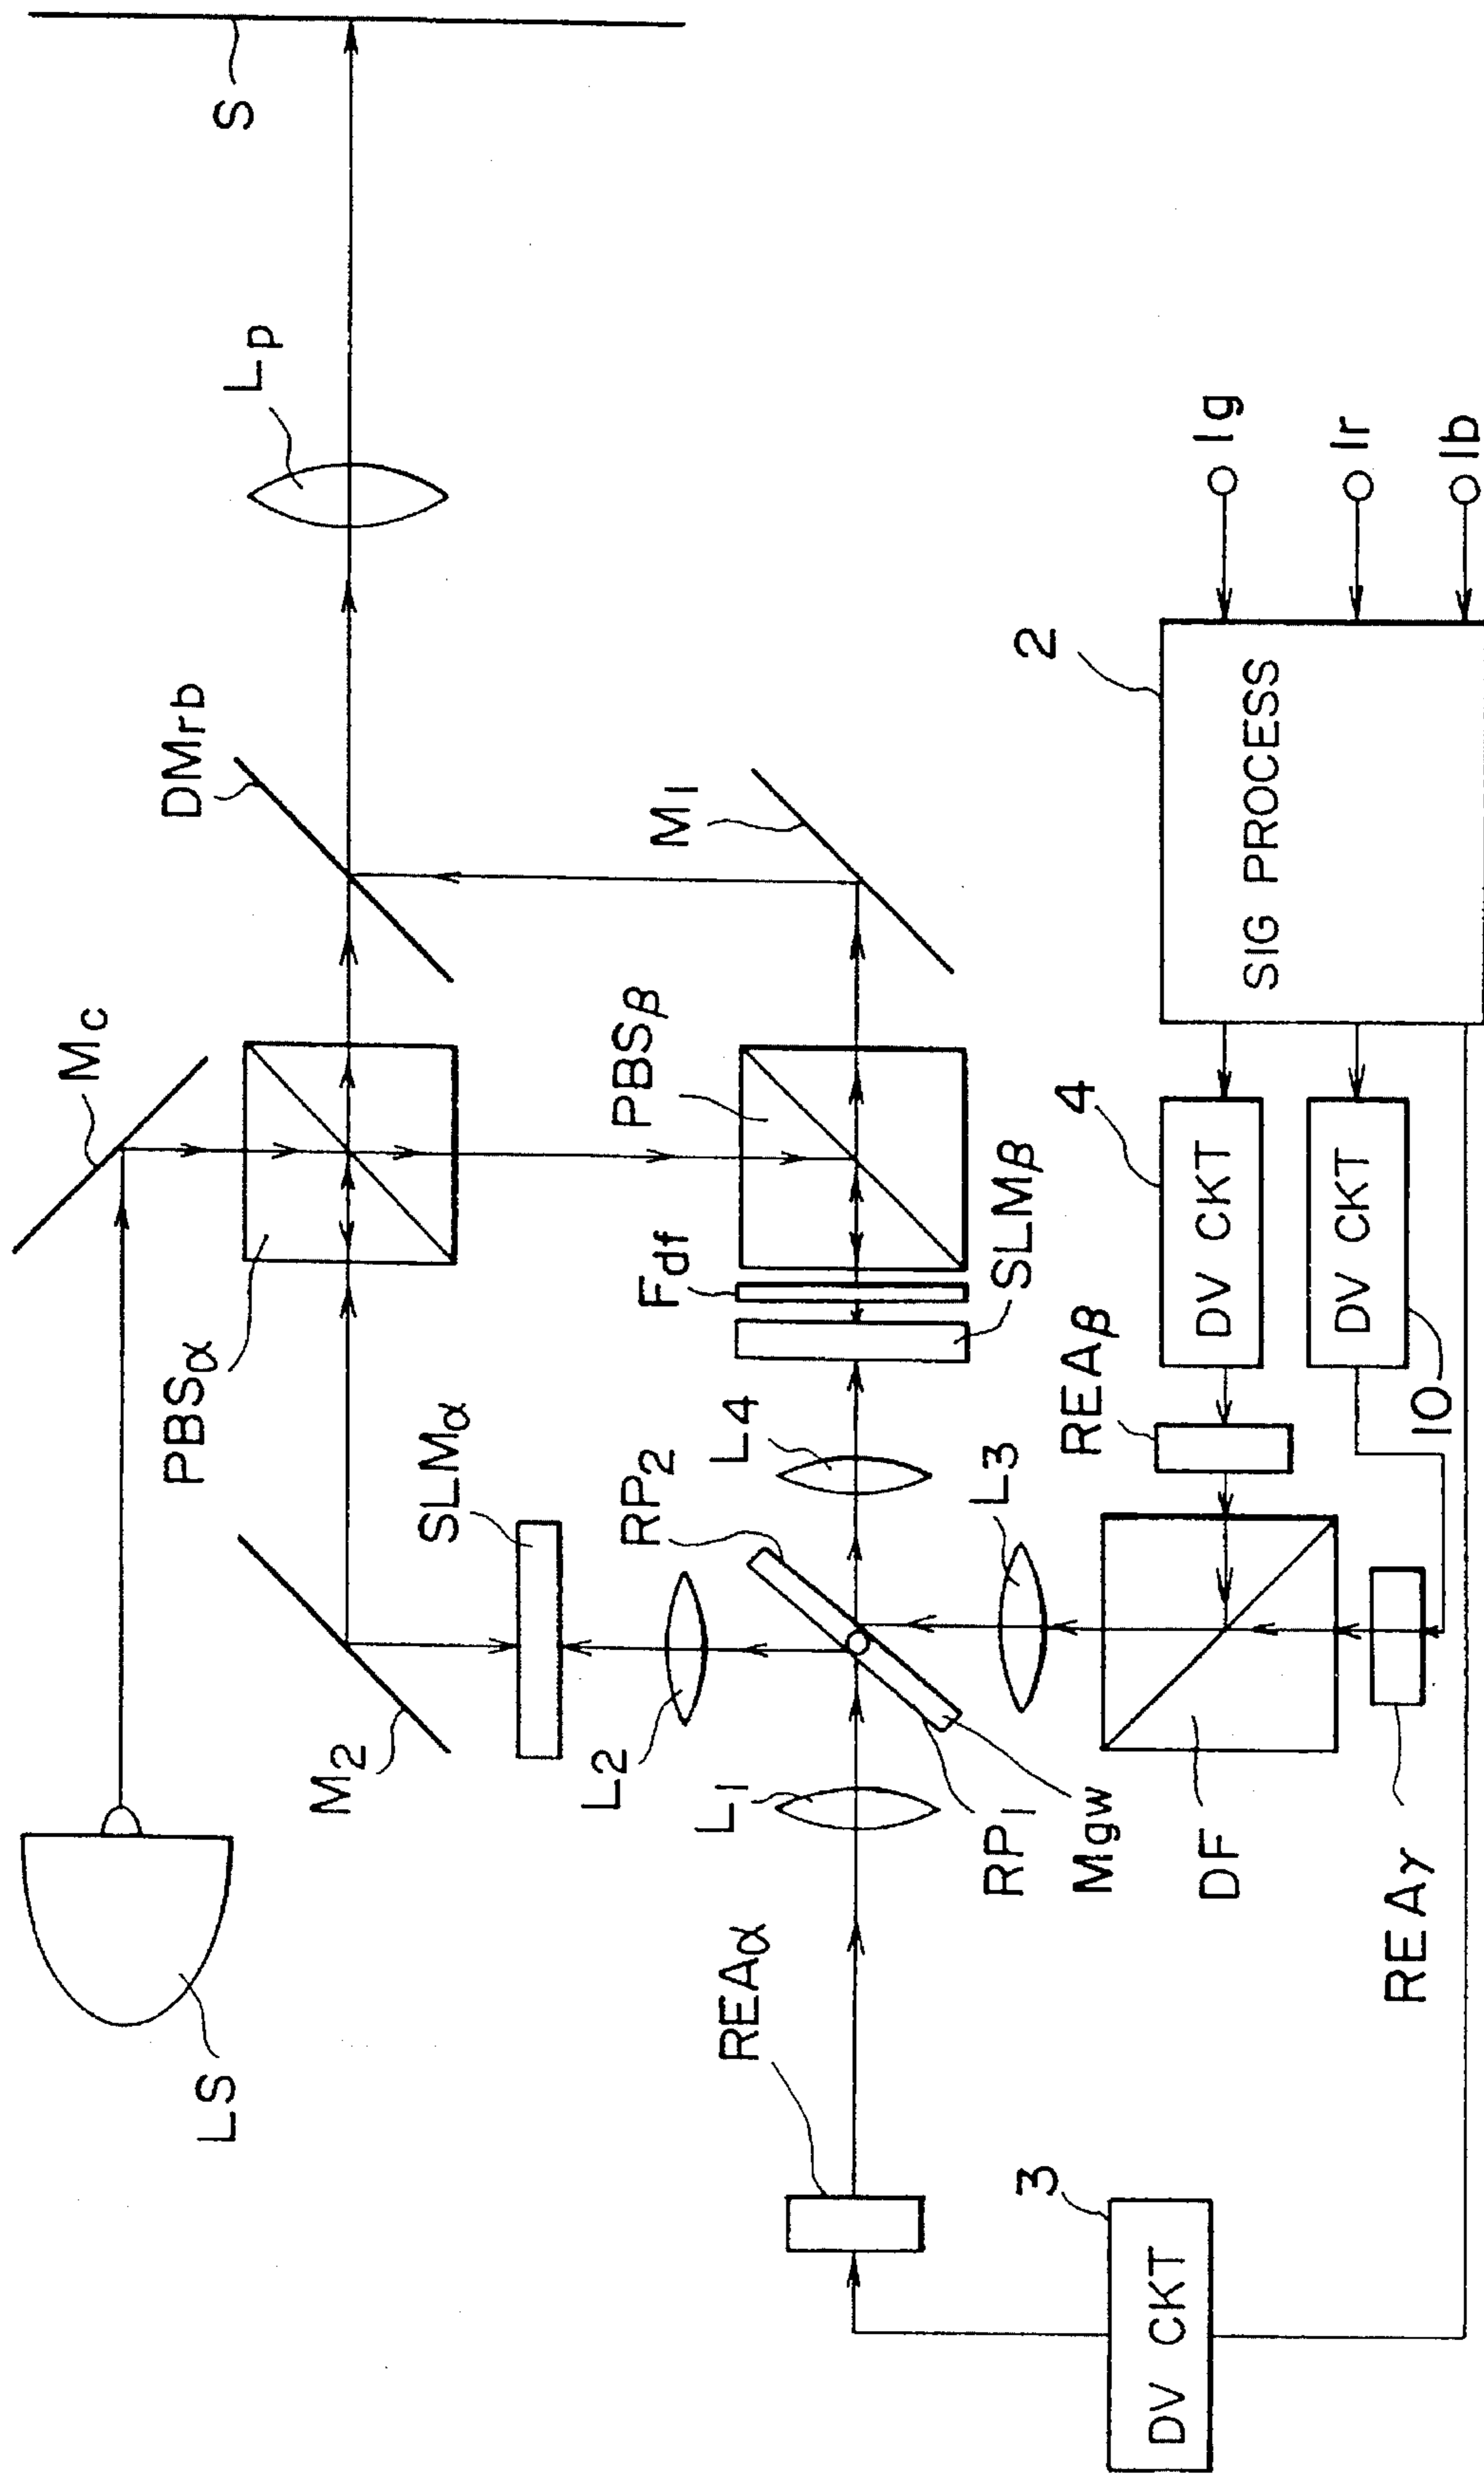 S
Lp
DMrb
M1
Mc
PBSα
PBSβ
Fdf
SLMβ
M2
SLMα
L2
RP2
L4
L1
RP1
Mgw
L3
LS
REAα
DF
REAβ
REAγ
4
DV CKT
DV CKT
10
2
SIG PROCESS
Ig
Ir
Ib
3
DV CKT